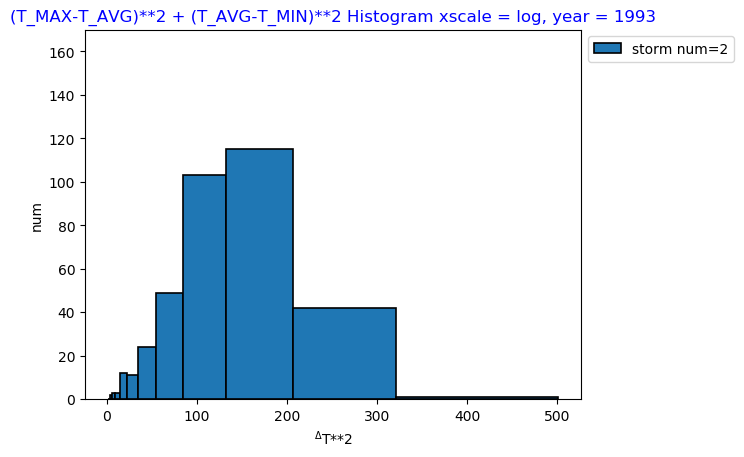 (T_MAX-T_AVG)**2 + (T_AVG-T_MIN)**2 Histogram xscale = log, year = 1993
storm num=2
160
140
120
100
80
60
40
20
0
num
0 100 200 300 400 500
ΔT**2